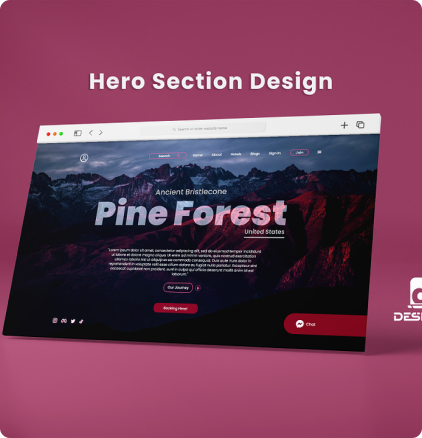 Hero Section Design
Search or enter website name
Search
Home
About
Hotels
Blogs
Sign In
Join
Ancient Bristlecone
Pine Forest
United States
"Lorem ipsum dolor sit amet, consectetur adipiscing elit, sed do eiusmod tempor incididunt
ut labore et dolore magna aliqua. Ut enim ad minim veniam, quis nostrud exercitation
ullamco laboris nisi ut aliquip ex ea commodo consequat. Duis aute irure dolor in
reprehenderit in voluptate velit esse cillum dolore eu fugiat nulla pariatur. Excepteur sint
occaecat cupidatat non proident, sunt in culpa qui officia deserunt mollit anim id est
laborum."
Our Journey
Booking Now!
Chat